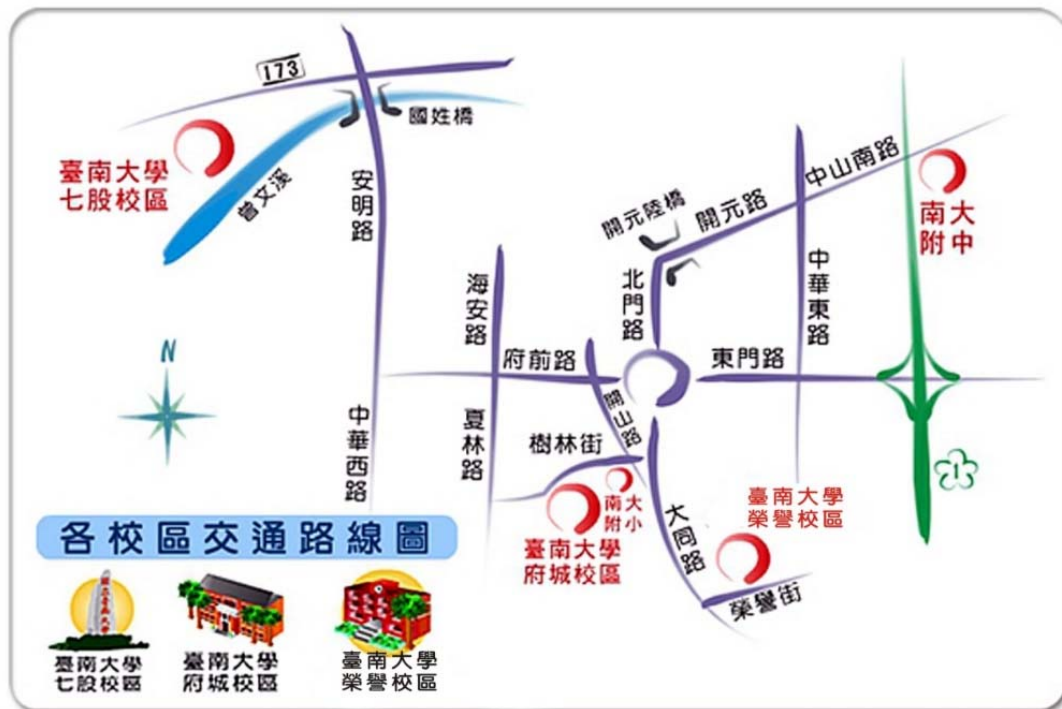 173
國姓橋
臺南大學
七股校區
曾文溪
安明路
中山南路
開元路
開元陸橋
南大
附中
北門路
中華東路
海安路
府前路
東門路
N
開山路
夏林路
中華西路
樹林街
1
南大
附小
臺南大學
府城校區
大同路
臺南大學
榮譽校區
榮譽街
各校區交通路線圖
國立臺南大學
臺南大學
七股校區
臺南大學
府城校區
臺南大學
榮譽校區